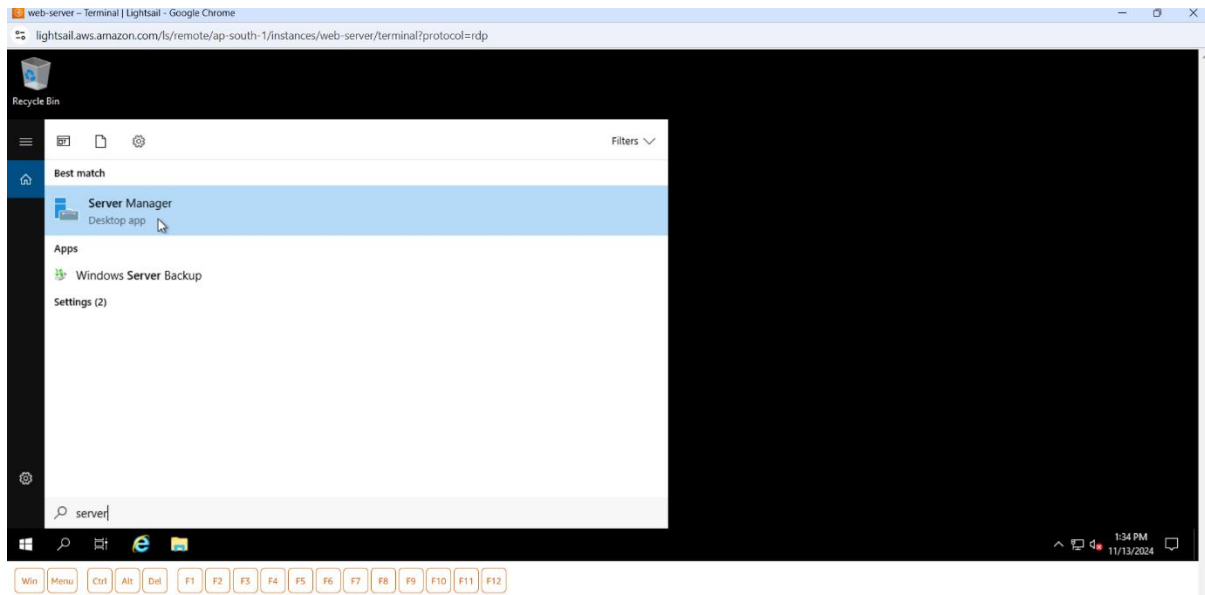 web-server – Terminal | Lightsail - Google Chrome
lightsail.aws.amazon.com/ls/remote/ap-south-1/instances/web-server/terminal?protocol=rdp
Recycle Bin
Filters
Best match
Server Manager
Desktop app
Apps
Windows Server Backup
Settings (2)
server
1:34 PM
11/13/2024
Win Menu Ctrl Alt Del F1 F2 F3 F4 F5 F6 F7 F8 F9 F10 F11 F12